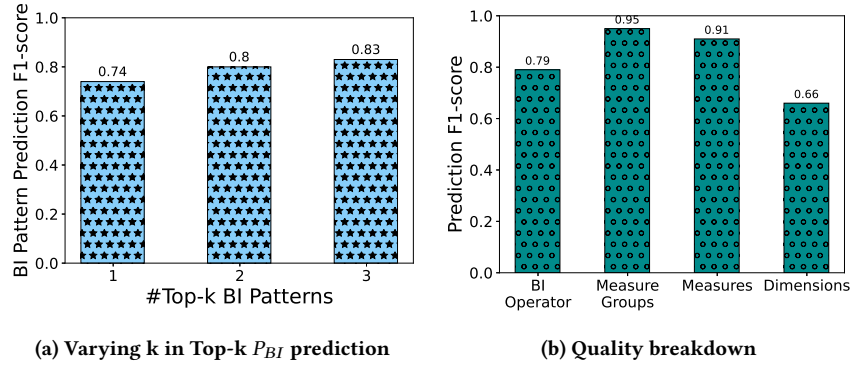 BI Pattern Prediction F1-score
1.0
0.8
0.6
0.4
0.2
0.0
0.74
0.8
0.83
1
2
3
#Top-k BI Patterns
(a) Varying k in Top-k P_BI prediction
Prediction F1-score
1.0
0.8
0.6
0.4
0.2
0.0
0.79
0.95
0.91
0.66
BI
Operator
Measure
Groups
Measures
Dimensions
(b) Quality breakdown